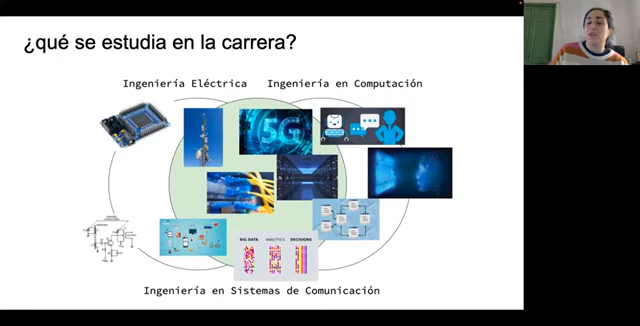 ¿qué se estudia en la carrera?
Ingeniería Eléctrica
Ingeniería en Computación
5G
BIG DATA
ANALYTICS
DECISIONS
Ingeniería en Sistemas de Comunicación